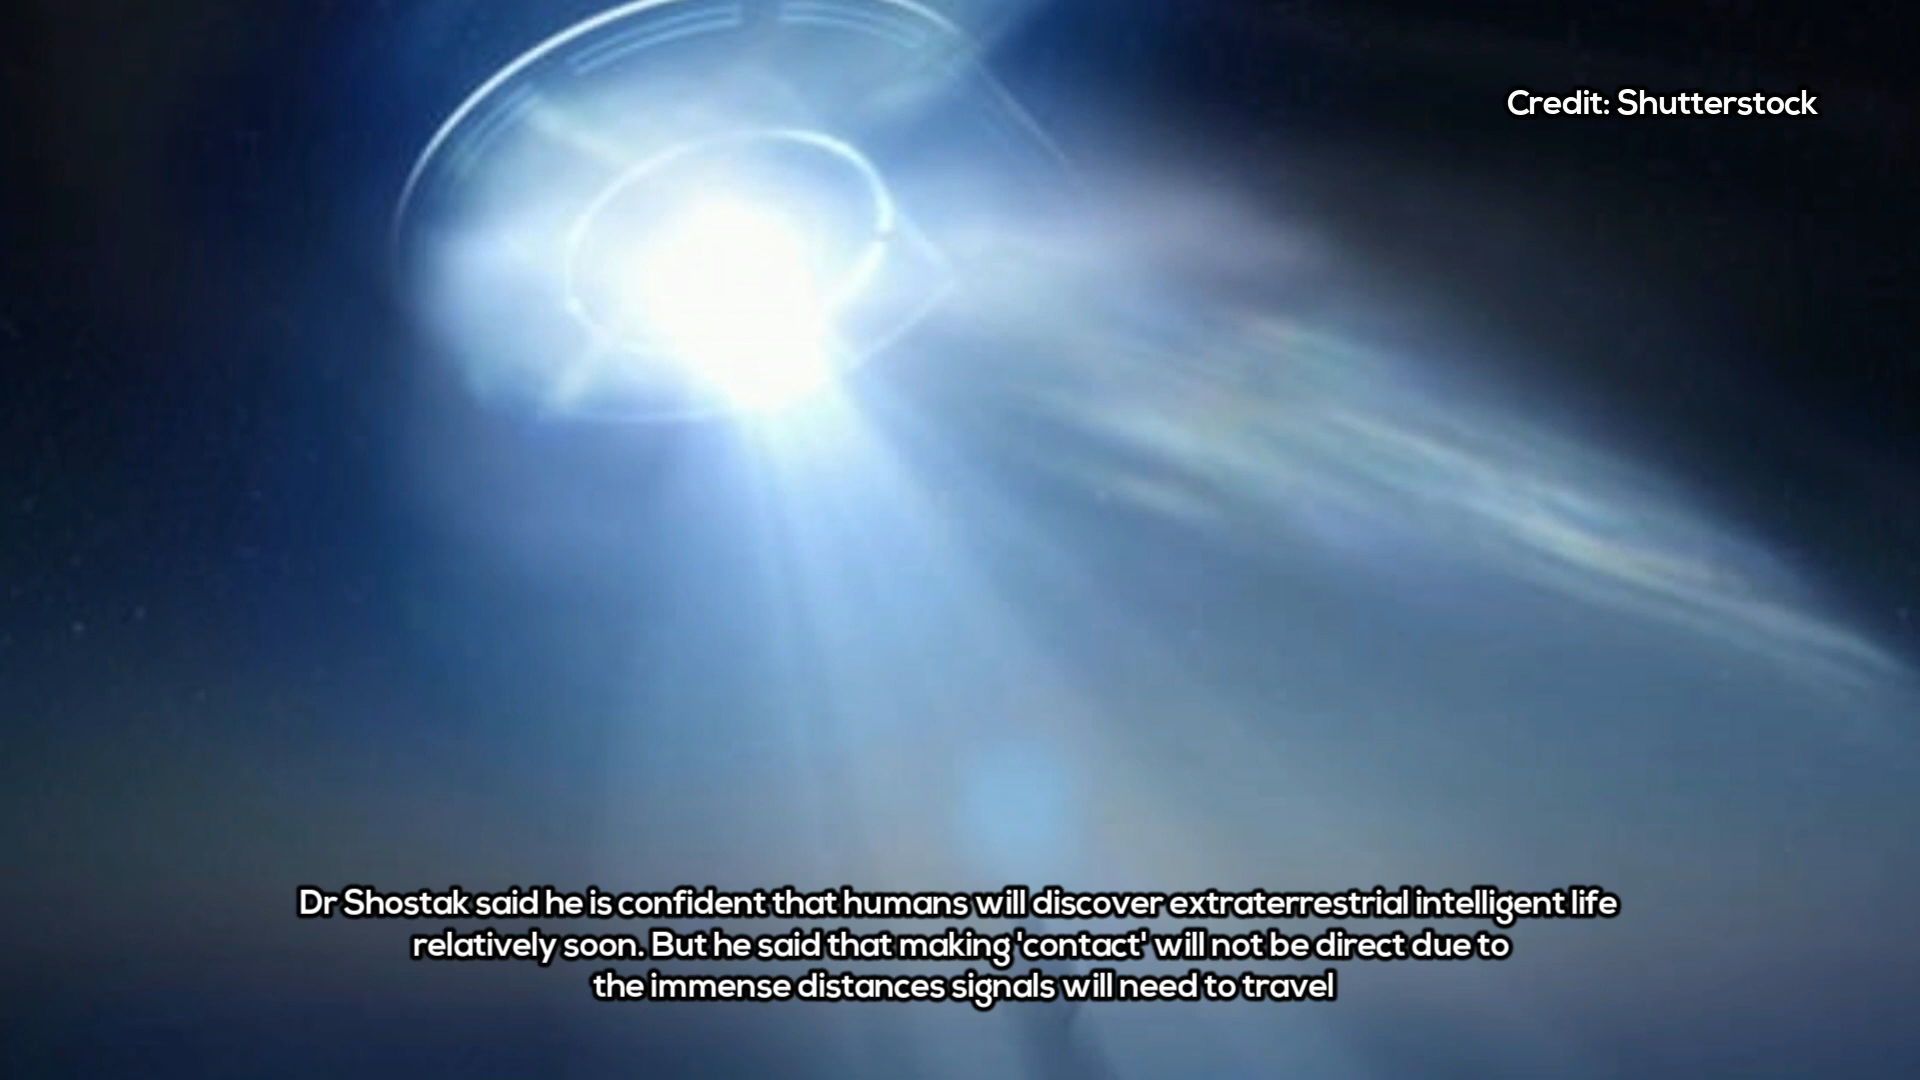 Credit: Shutterstock
Dr Shostak said he is confident that humans will discover extraterrestrial intelligent life
relatively soon. But he said that making 'contact' will not be direct due to
the immense distances signals will need to travel